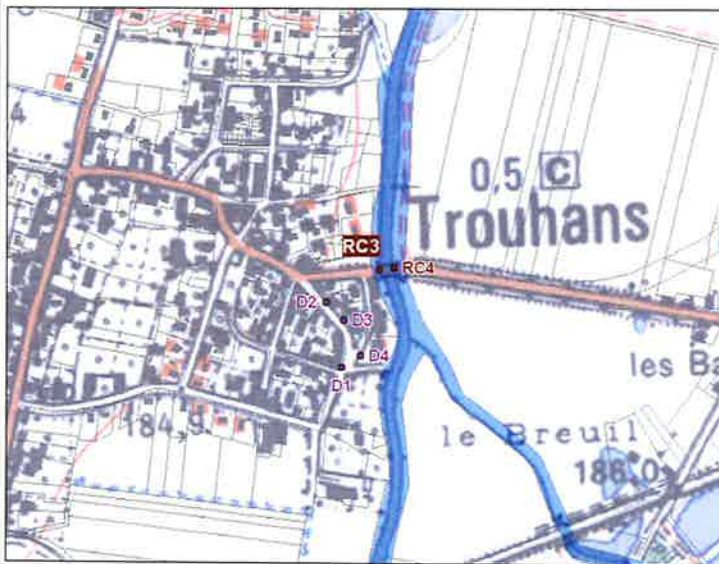 0,5 C
Trouhans
RC3
RC4
D2
D3
D4
D1
les Ba
184,9
le Breuil
186,0